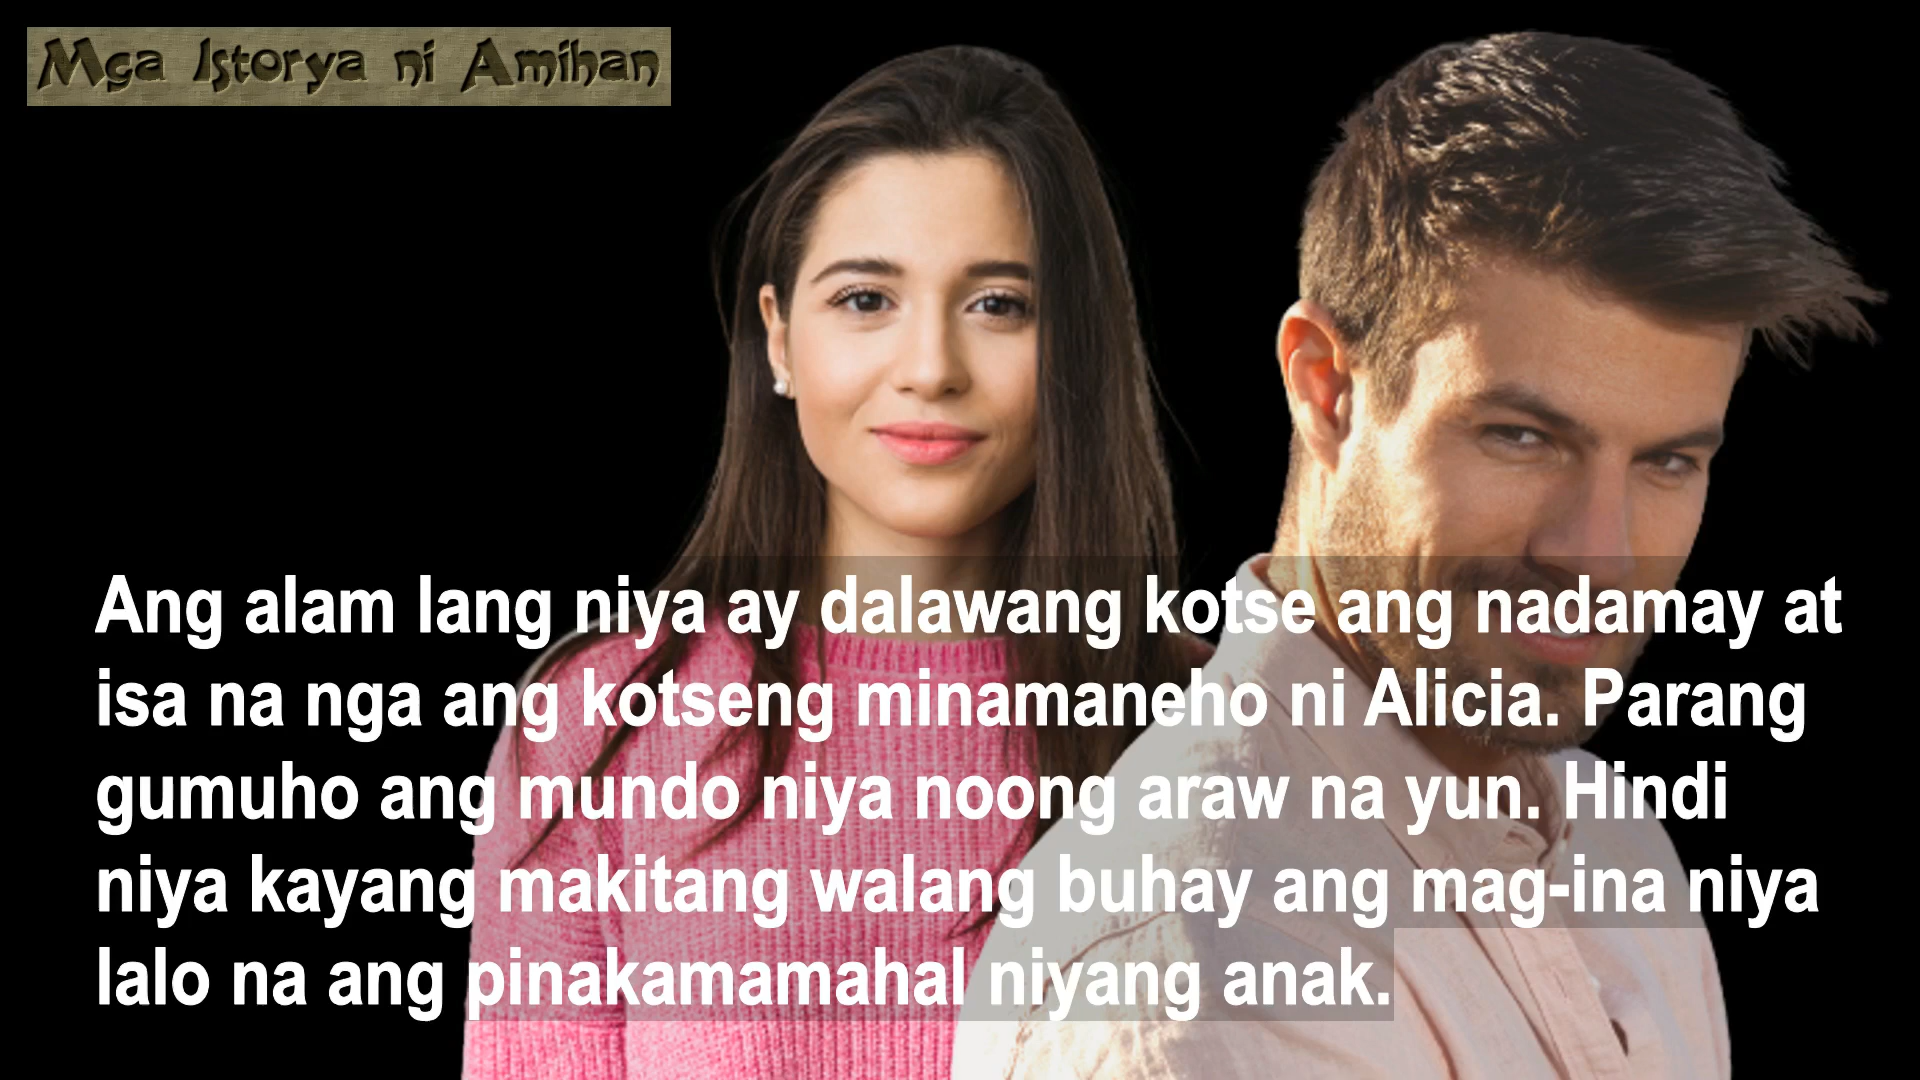 Mga Istorya ni Amihan
Ang alam lang niya ay dalawang kotse ang nadamay at
isa na nga ang kotseng minamaneho ni Alicia. Parang
gumuho ang mundo niya noong araw na yun. Hindi
niya kayang makitang walang buhay ang mag-ina niya
lalo na ang pinakamamahal niyang anak.